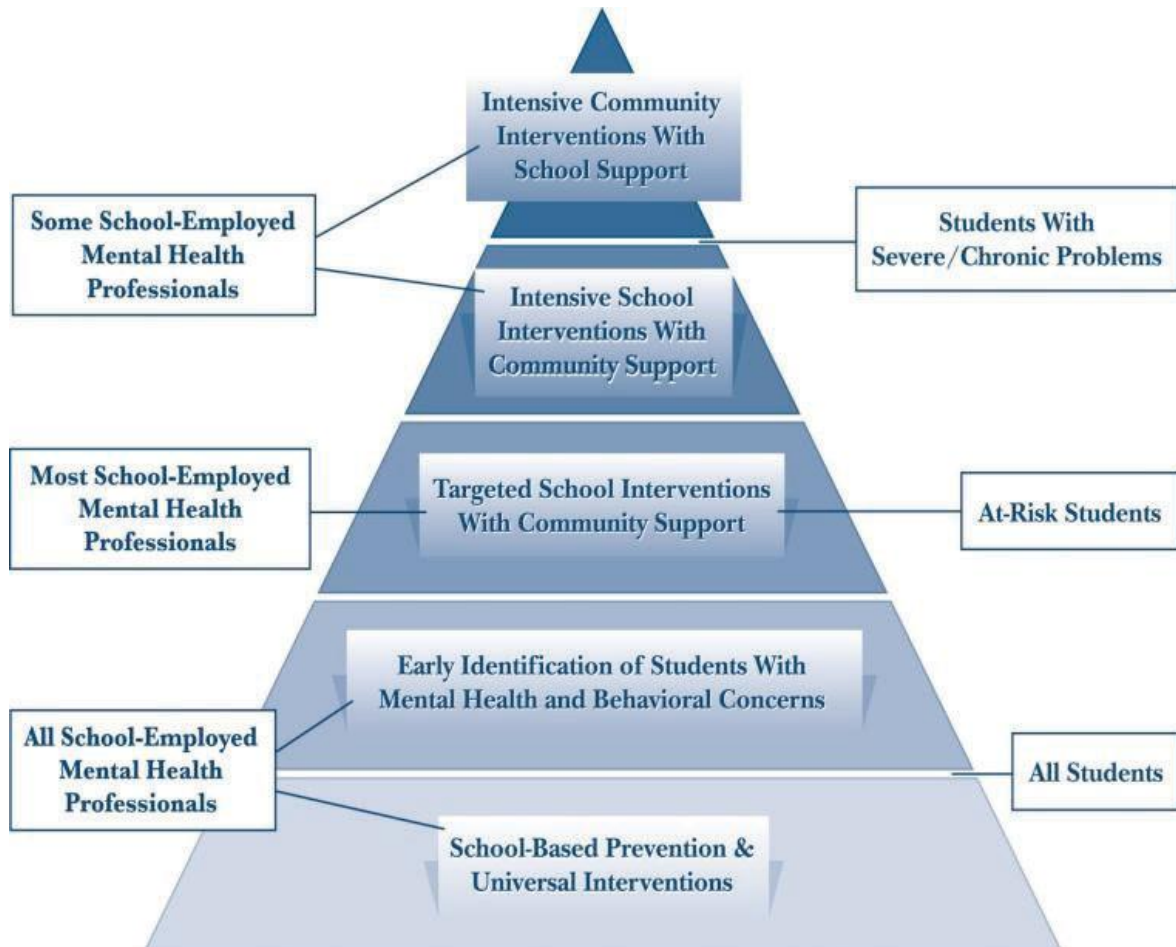 Intensive Community
Interventions With
School Support
Some School-Employed
Mental Health
Professionals
Students With
Severe/Chronic Problems
Intensive School
Interventions With
Community Support
Most School-Employed
Mental Health
Professionals
Targeted School Interventions
With Community Support
At-Risk Students
Early Identification of Students With
Mental Health and Behavioral Concerns
All School-Employed
Mental Health
Professionals
All Students
School-Based Prevention &
Universal Interventions